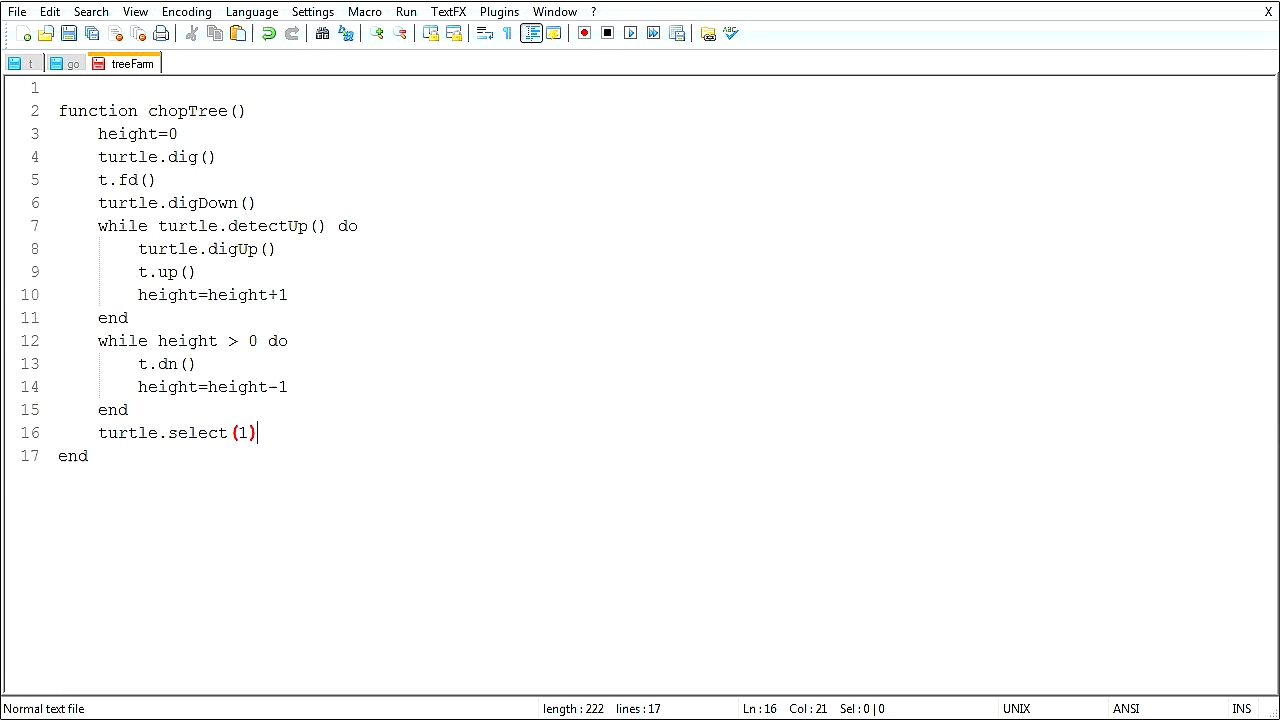 File Edit Search View Encoding Language Settings Macro Run TextFX Plugins Window ? X
ABC
t go treeFarm
1
2 function chopTree()
3 height=0
4 turtle.dig()
5 t.fd()
6 turtle.digDown()
7 while turtle.detectUp() do
8 turtle.digUp()
9 t.up()
10 height=height+1
11 end
12 while height > 0 do
13 t.dn()
14 height=height-1
15 end
16 turtle.select(1)
17 end
Normal text file length : 222 lines : 17 Ln : 16 Col : 21 Sel : 0 | 0 UNIX ANSI INS